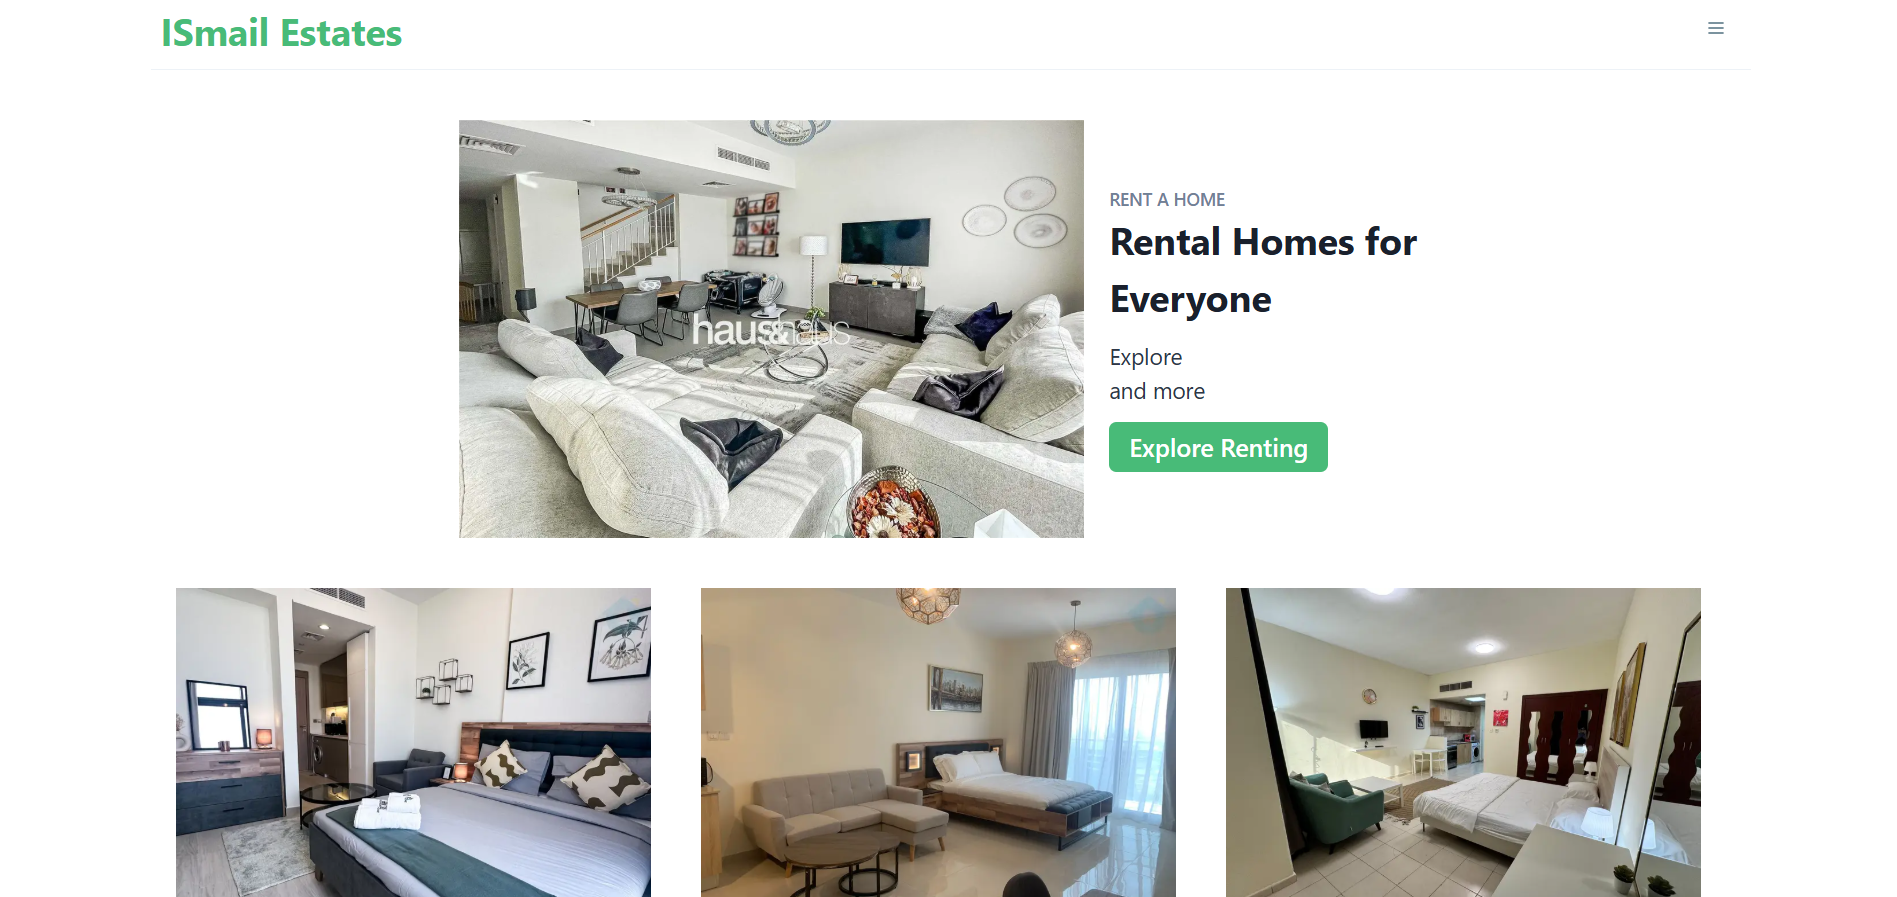 ISmail Estates
haus&haus
RENT A HOME
Rental Homes for
Everyone
Explore
and more
Explore Renting